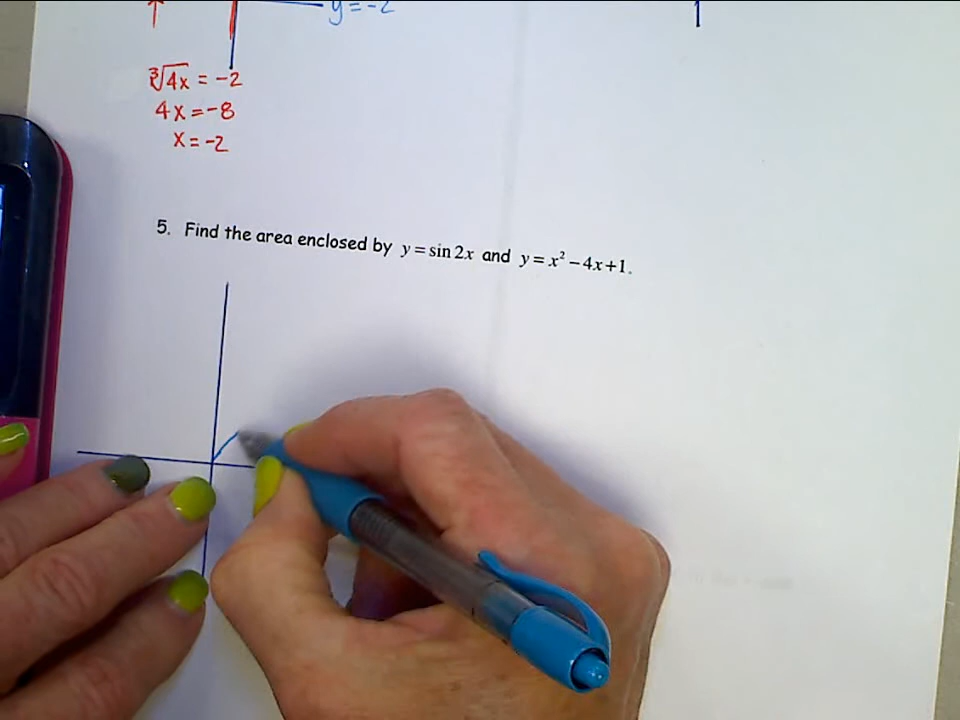 y = -2
∛4x = -2
4x = -8
x = -2
5. Find the area enclosed by y = sin 2x and y = x² – 4x + 1.